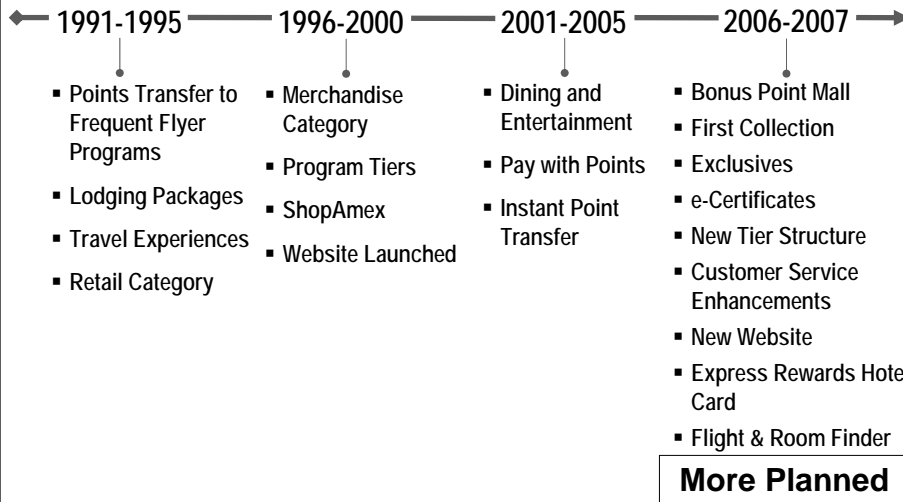 1991-1995 1996-2000 2001-2005 2006-2007
▪ Points Transfer to
Frequent Flyer
Programs
▪ Lodging Packages
▪ Travel Experiences
▪ Retail Category
▪ Merchandise
Category
▪ Program Tiers
▪ ShopAmex
▪ Website Launched
▪ Dining and
Entertainment
▪ Pay with Points
▪ Instant Point
Transfer
▪ Bonus Point Mall
▪ First Collection
▪ Exclusives
▪ e-Certificates
▪ New Tier Structure
▪ Customer Service
Enhancements
▪ New Website
▪ Express Rewards Hote
Card
▪ Flight & Room Finder
More Planned